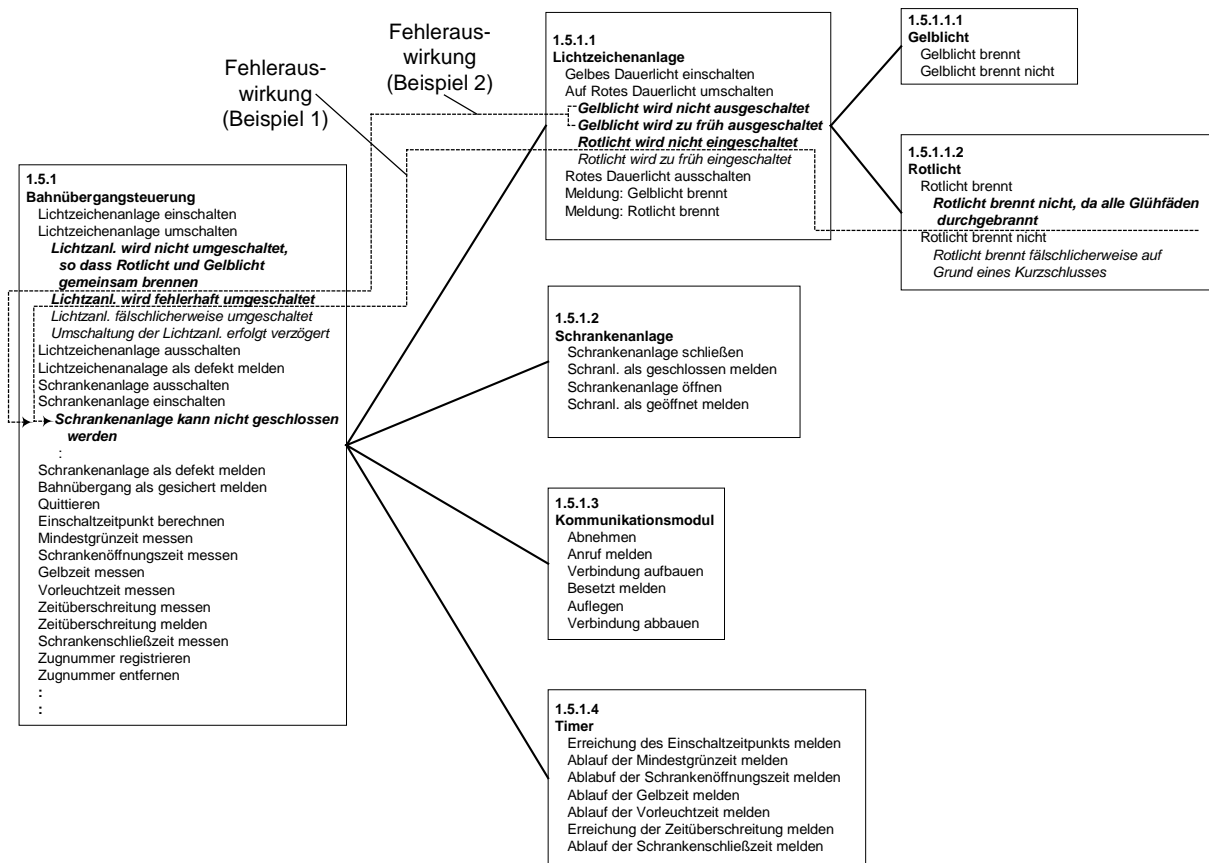 Fehleraus-
wirkung
(Beispiel 1)
Fehleraus-
wirkung
(Beispiel 2)
1.5.1
Bahnübergangsteuerung
Lichtzeichenanlage einschalten
Lichtzeichenanlage umschalten
Lichtzanl. wird nicht umgeschaltet,
so dass Rotlicht und Gelblicht
gemeinsam brennen
Lichtzanl. wird fehlerhaft umgeschaltet
Lichtzanl. fälschlicherweise umgeschaltet
Umschaltung der Lichtzanl. erfolgt verzögert
Lichtzeichenanlage ausschalten
Lichtzeichenanalage als defekt melden
Schrankenanlage ausschalten
Schrankenanlage einschalten
Schrankenanlage kann nicht geschlossen
werden
:
Schrankenanlage als defekt melden
Bahnübergang als gesichert melden
Quittieren
Einschaltzeitpunkt berechnen
Mindestgrünzeit messen
Schrankenöffnungszeit messen
Gelbzeit messen
Vorleuchtzeit messen
Zeitüberschreitung messen
Zeitüberschreitung melden
Schrankenschließzeit messen
Zugnummer registrieren
Zugnummer entfernen
:
:
1.5.1.1
Lichtzeichenanlage
Gelbes Dauerlicht einschalten
Auf Rotes Dauerlicht umschalten
Gelblicht wird nicht ausgeschaltet
Gelblicht wird zu früh ausgeschaltet
Rotlicht wird nicht eingeschaltet
Rotlicht wird zu früh eingeschaltet
Rotes Dauerlicht ausschalten
Meldung: Gelblicht brennt
Meldung: Rotlicht brennt
1.5.1.2
Schrankenanlage
Schrankenanlage schließen
Schranl. als geschlossen melden
Schrankenanlage öffnen
Schranl. als geöffnet melden
1.5.1.3
Kommunikationsmodul
Abnehmen
Anruf melden
Verbindung aufbauen
Besetzt melden
Auflegen
Verbindung abbauen
1.5.1.4
Timer
Erreichung des Einschaltzeitpunkts melden
Ablauf der Mindestgrünzeit melden
Ablabuf der Schrankenöffnungszeit melden
Ablauf der Gelbzeit melden
Ablauf der Vorleuchtzeit melden
Erreichung der Zeitüberschreitung melden
Ablauf der Schrankenschließzeit melden
1.5.1.1.1
Gelblicht
Gelblicht brennt
Gelblicht brennt nicht
1.5.1.1.2
Rotlicht
Rotlicht brennt
Rotlicht brennt nicht, da alle Glühfäden
durchgebrannt
Rotlicht brennt nicht
Rotlicht brennt fälschlicherweise auf
Grund eines Kurzschlusses